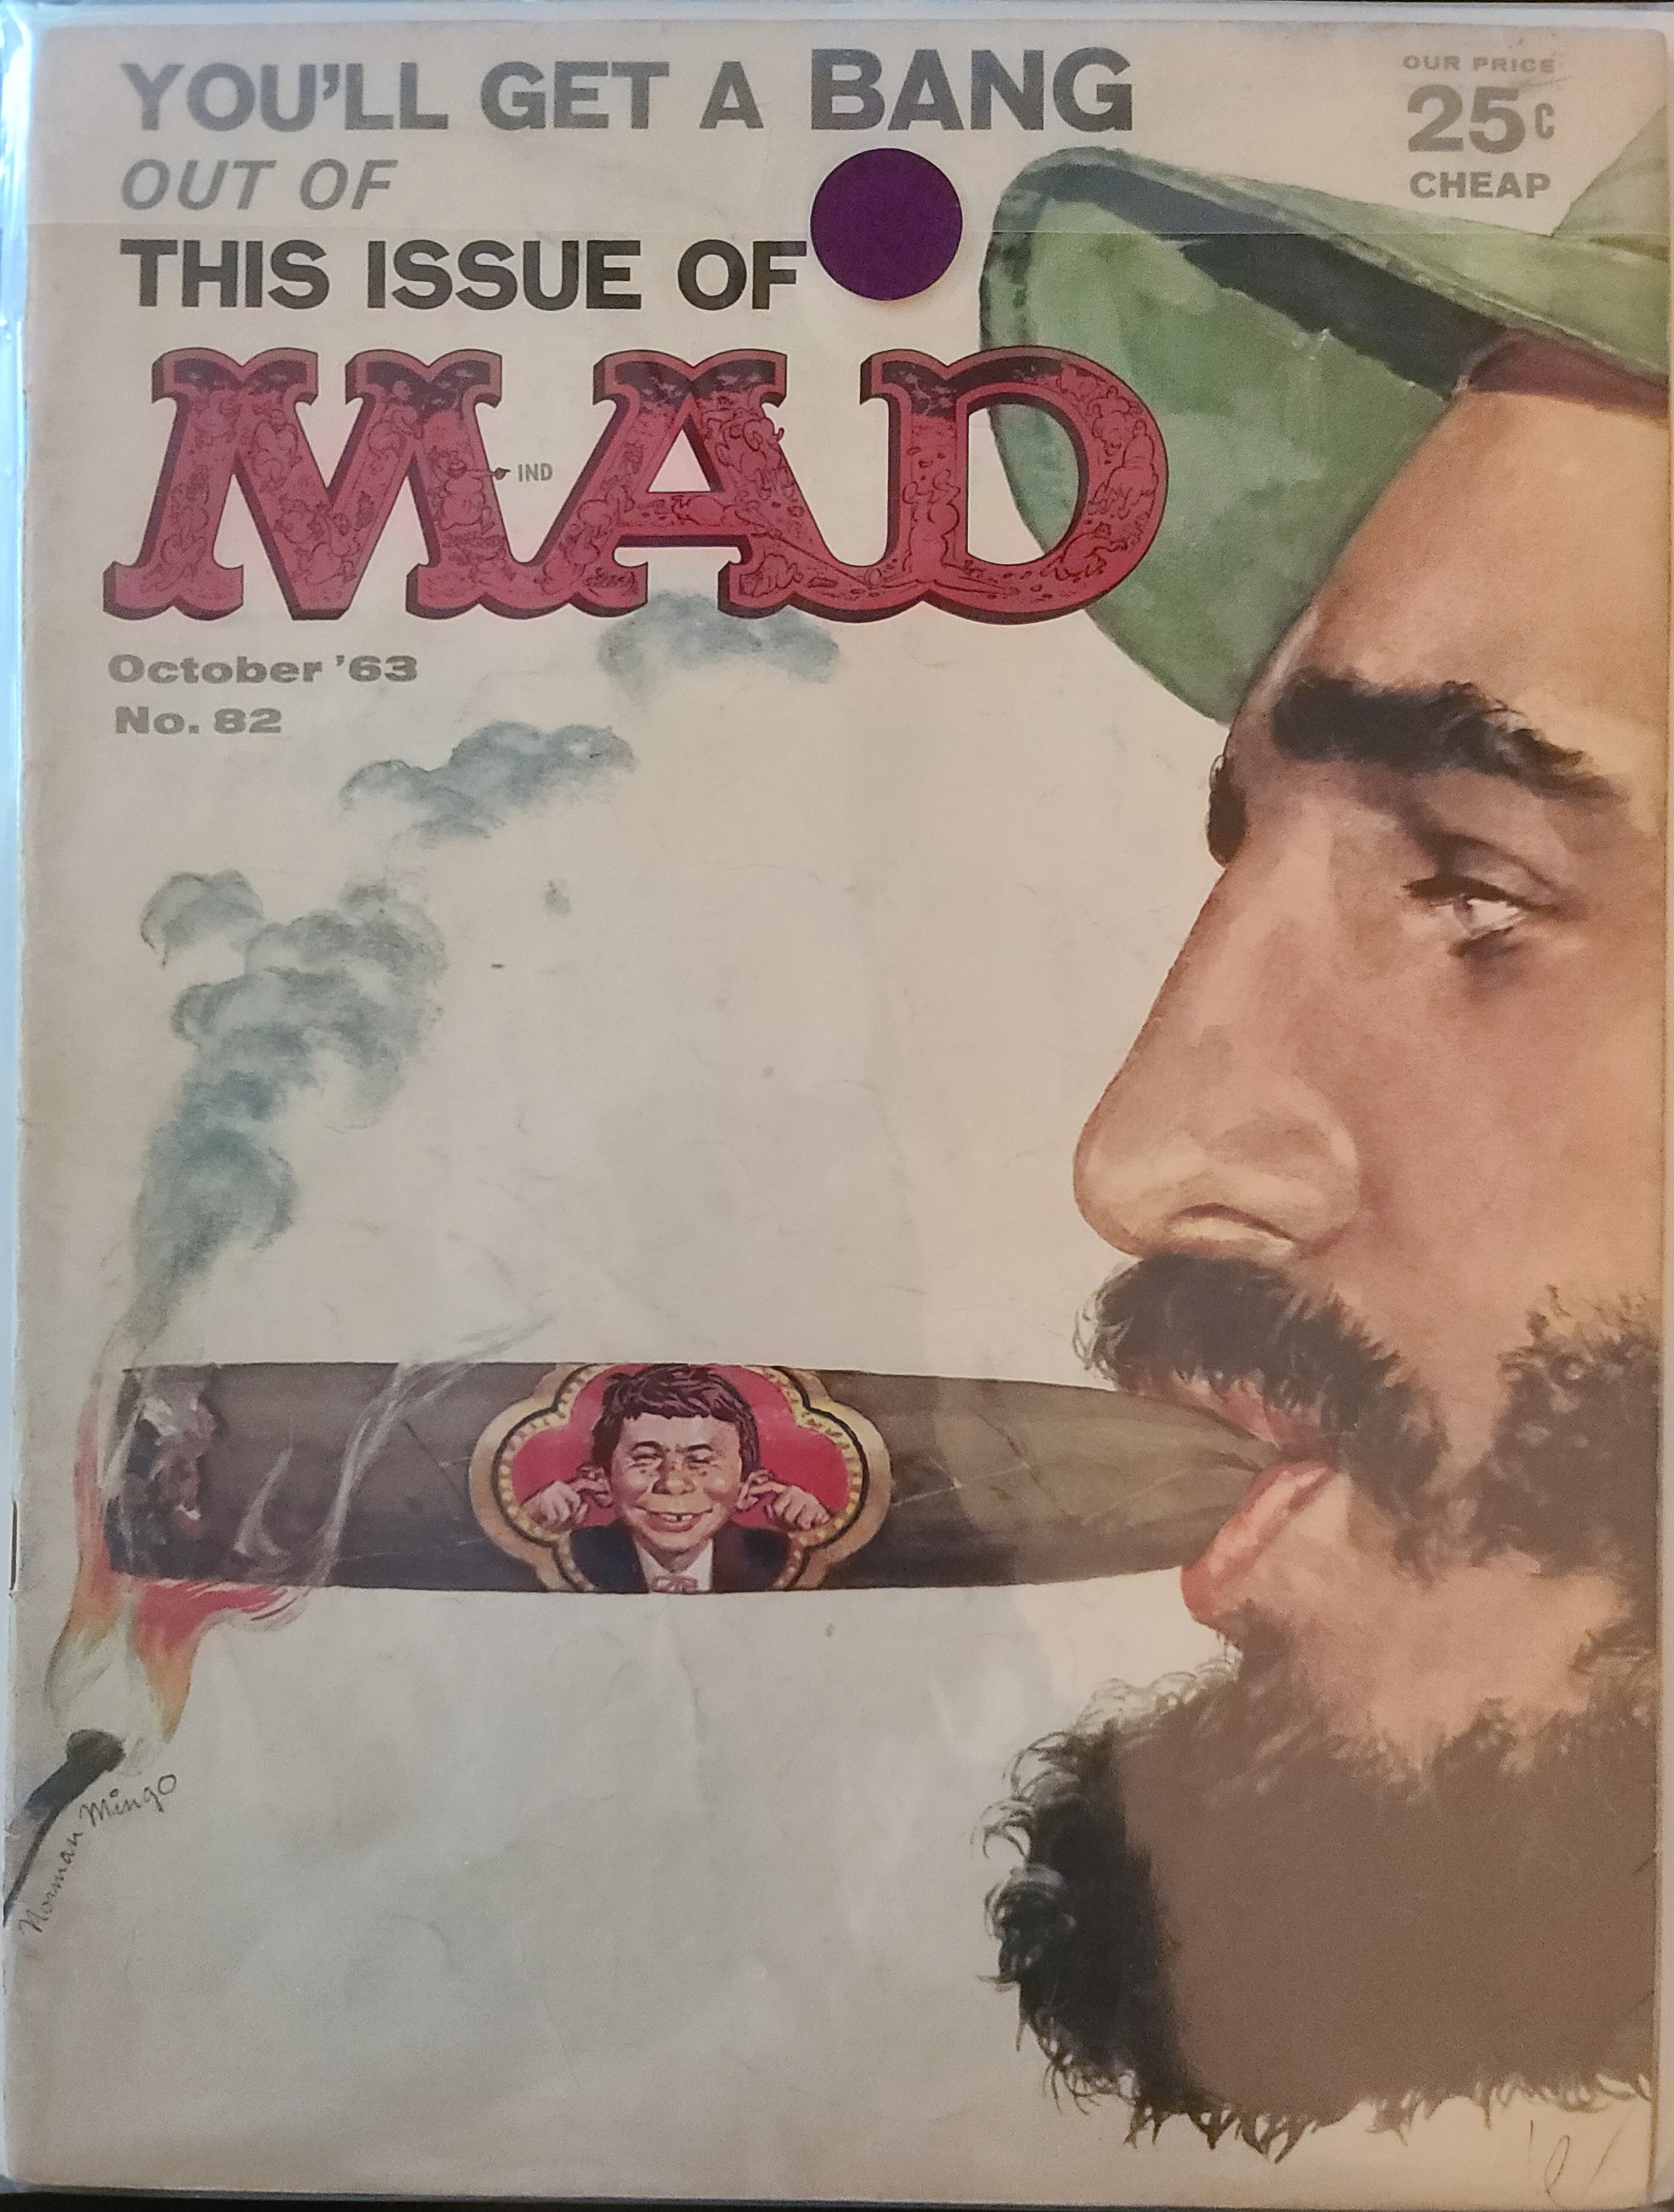 YOU'LL GET A BANG
OUT OF
THIS ISSUE OF
OUR PRICE
25c
CHEAP
MAD
IND
October '63
No. 82
Norman Mingo